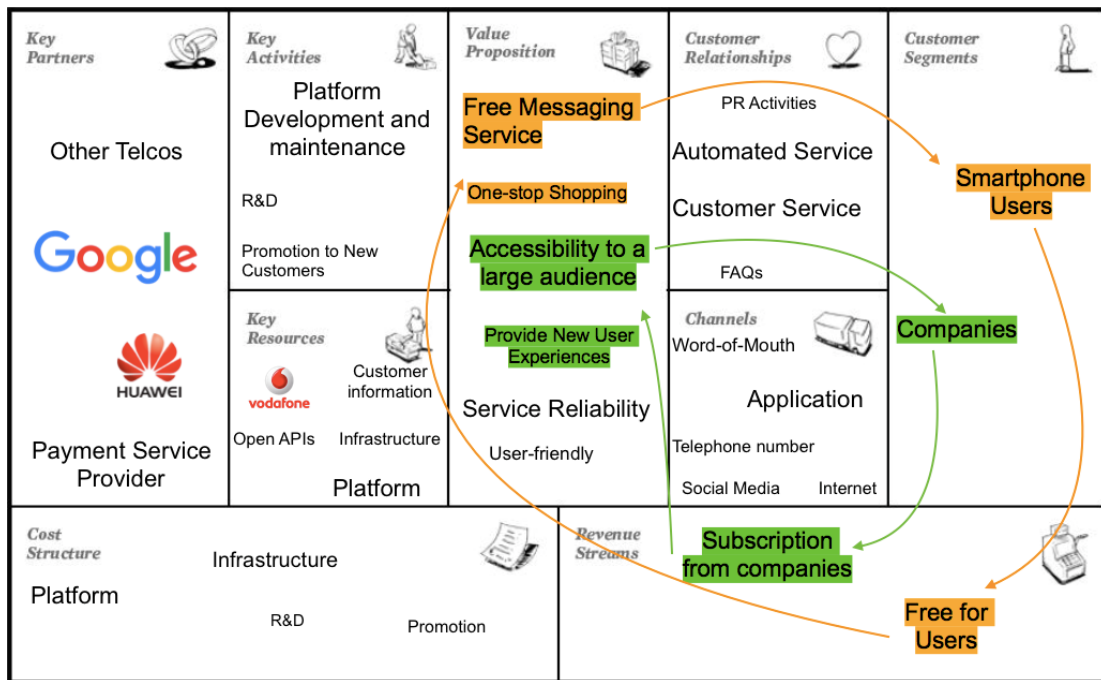 Key
Partners
Other Telcos
Google
HUAWEI
Payment Service
Provider
Key
Activities
Platform
Development and
maintenance
R&D
Promotion to New
Customers
Key
Resources
vodafone
Customer
information
Open APIs
Infrastructure
Platform
Value
Proposition
Free Messaging
Service
One-stop Shopping
Accessibility to a
large audience
Provide New User
Experiences
Service Reliability
User-friendly
Customer
Relationships
PR Activities
Automated Service
Customer Service
FAQs
Channels
Word-of-Mouth
Application
Telephone number
Social Media
Internet
Customer
Segments
Smartphone
Users
Companies
Cost
Structure
Infrastructure
Platform
R&D
Promotion
Revenue
Streams
Subscription
from companies
Free for
Users